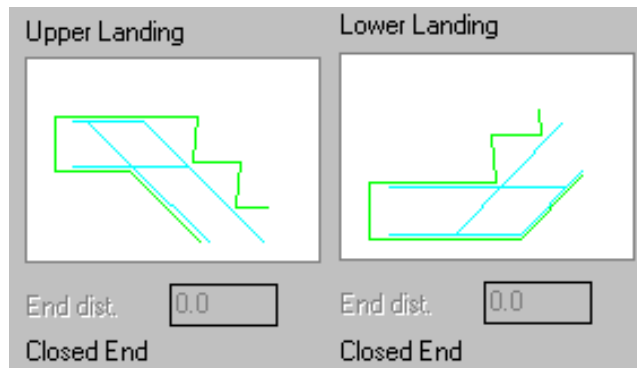 Upper Landing
Lower Landing
End dist. 0.0
End dist. 0.0
Closed End
Closed End